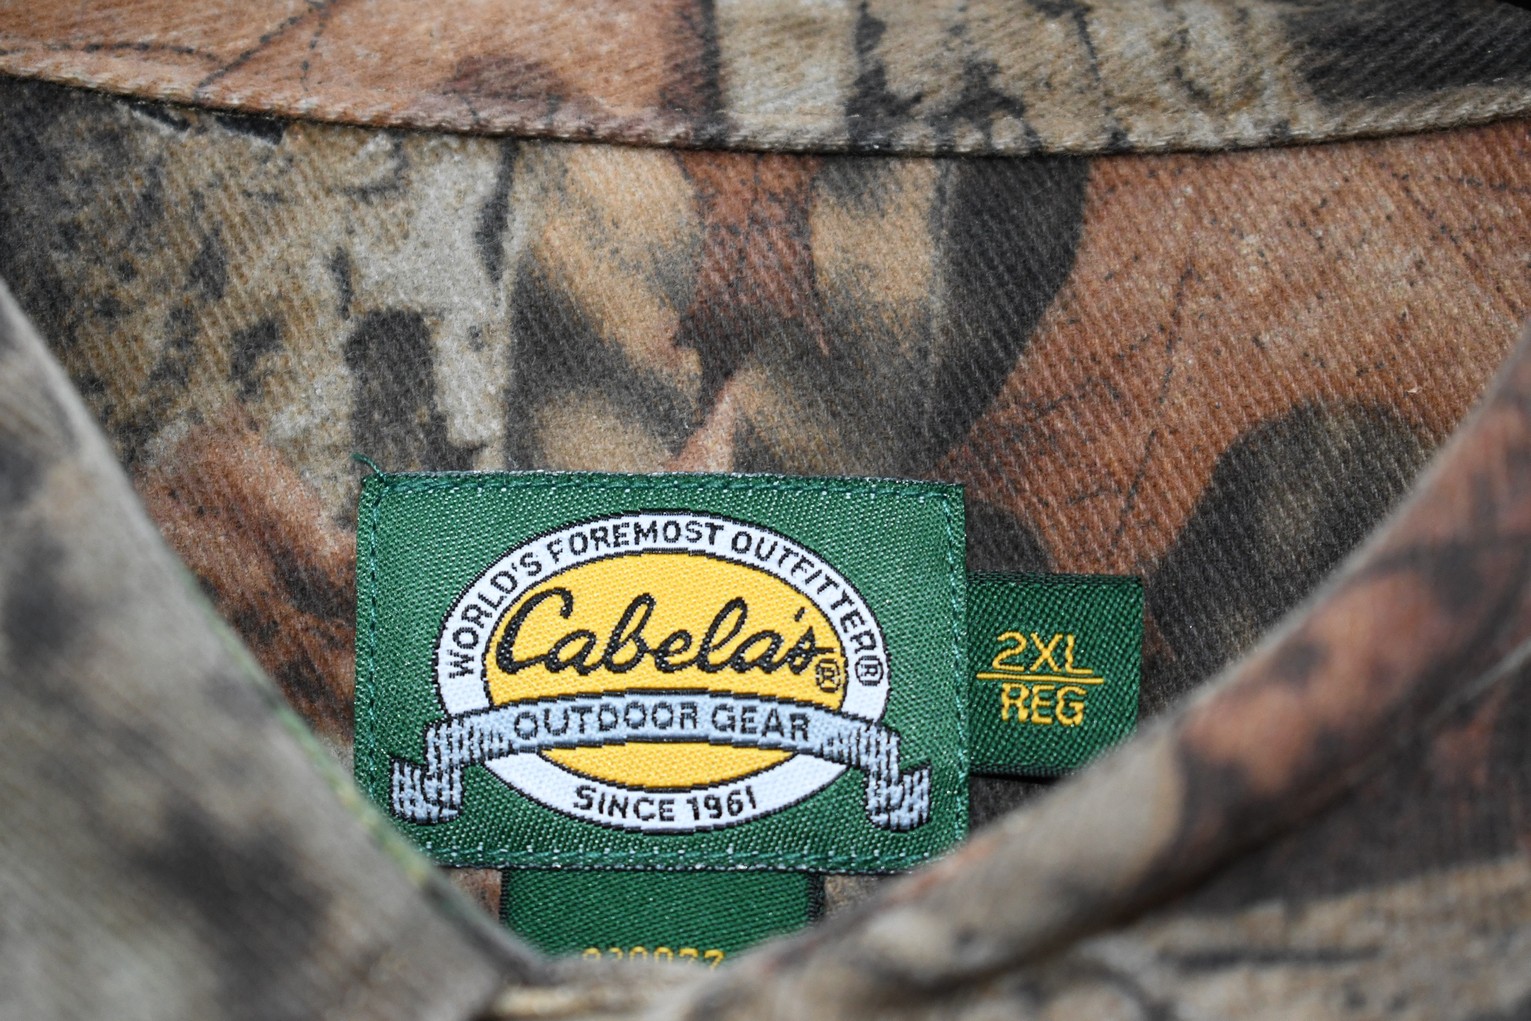 WORLD'S FOREMOST OUTFITTER®
Cabela's®
OUTDOOR GEAR
SINCE 1961
2XL
REG